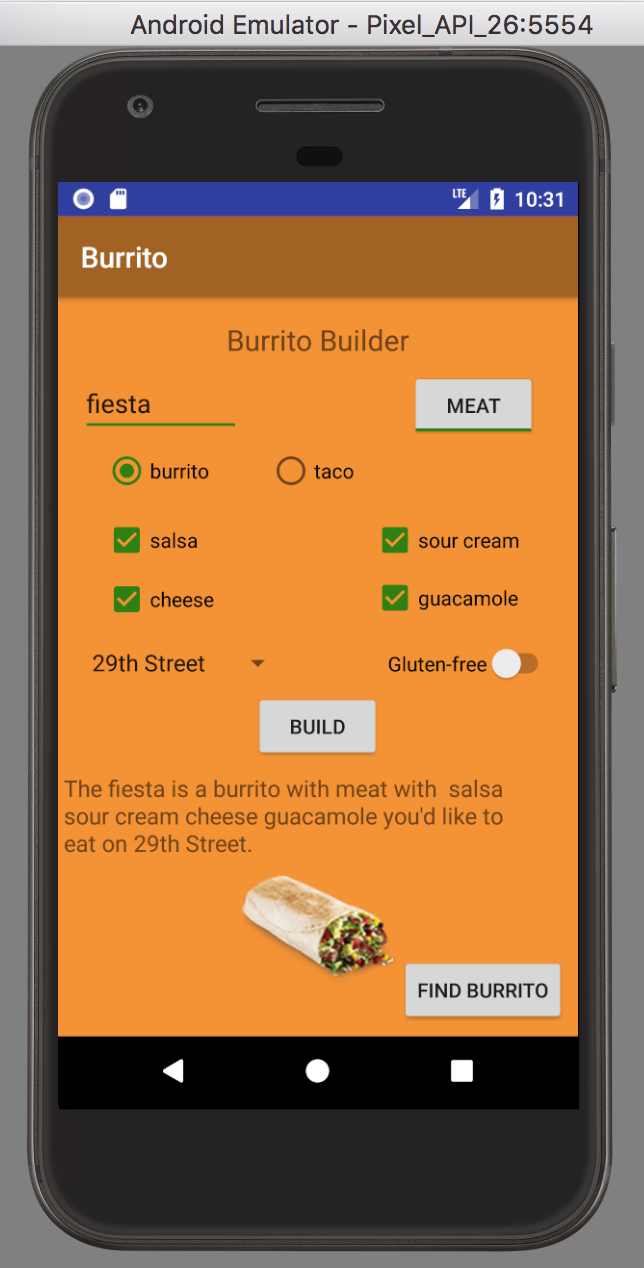 Android Emulator - Pixel_API_26:5554
LTE 10:31
Burrito
Burrito Builder
fiesta MEAT
burrito taco
salsa sour cream
cheese guacamole
29th Street Gluten-free
BUILD
The fiesta is a burrito with meat with  salsa
sour cream cheese guacamole you'd like to
eat on 29th Street.
FIND BURRITO